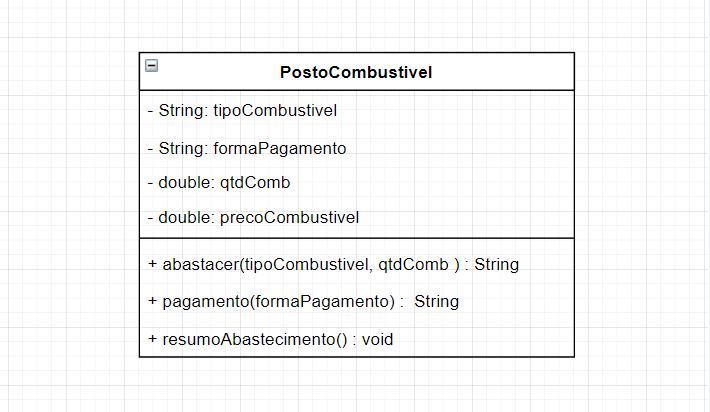 PostoCombustivel
- String: tipoCombustivel
- String: formaPagamento
- double: qtdComb
- double: precoCombustivel
+ abastacer(tipoCombustivel, qtdComb ) : String
+ pagamento(formaPagamento) :  String
+ resumoAbastecimento() : void